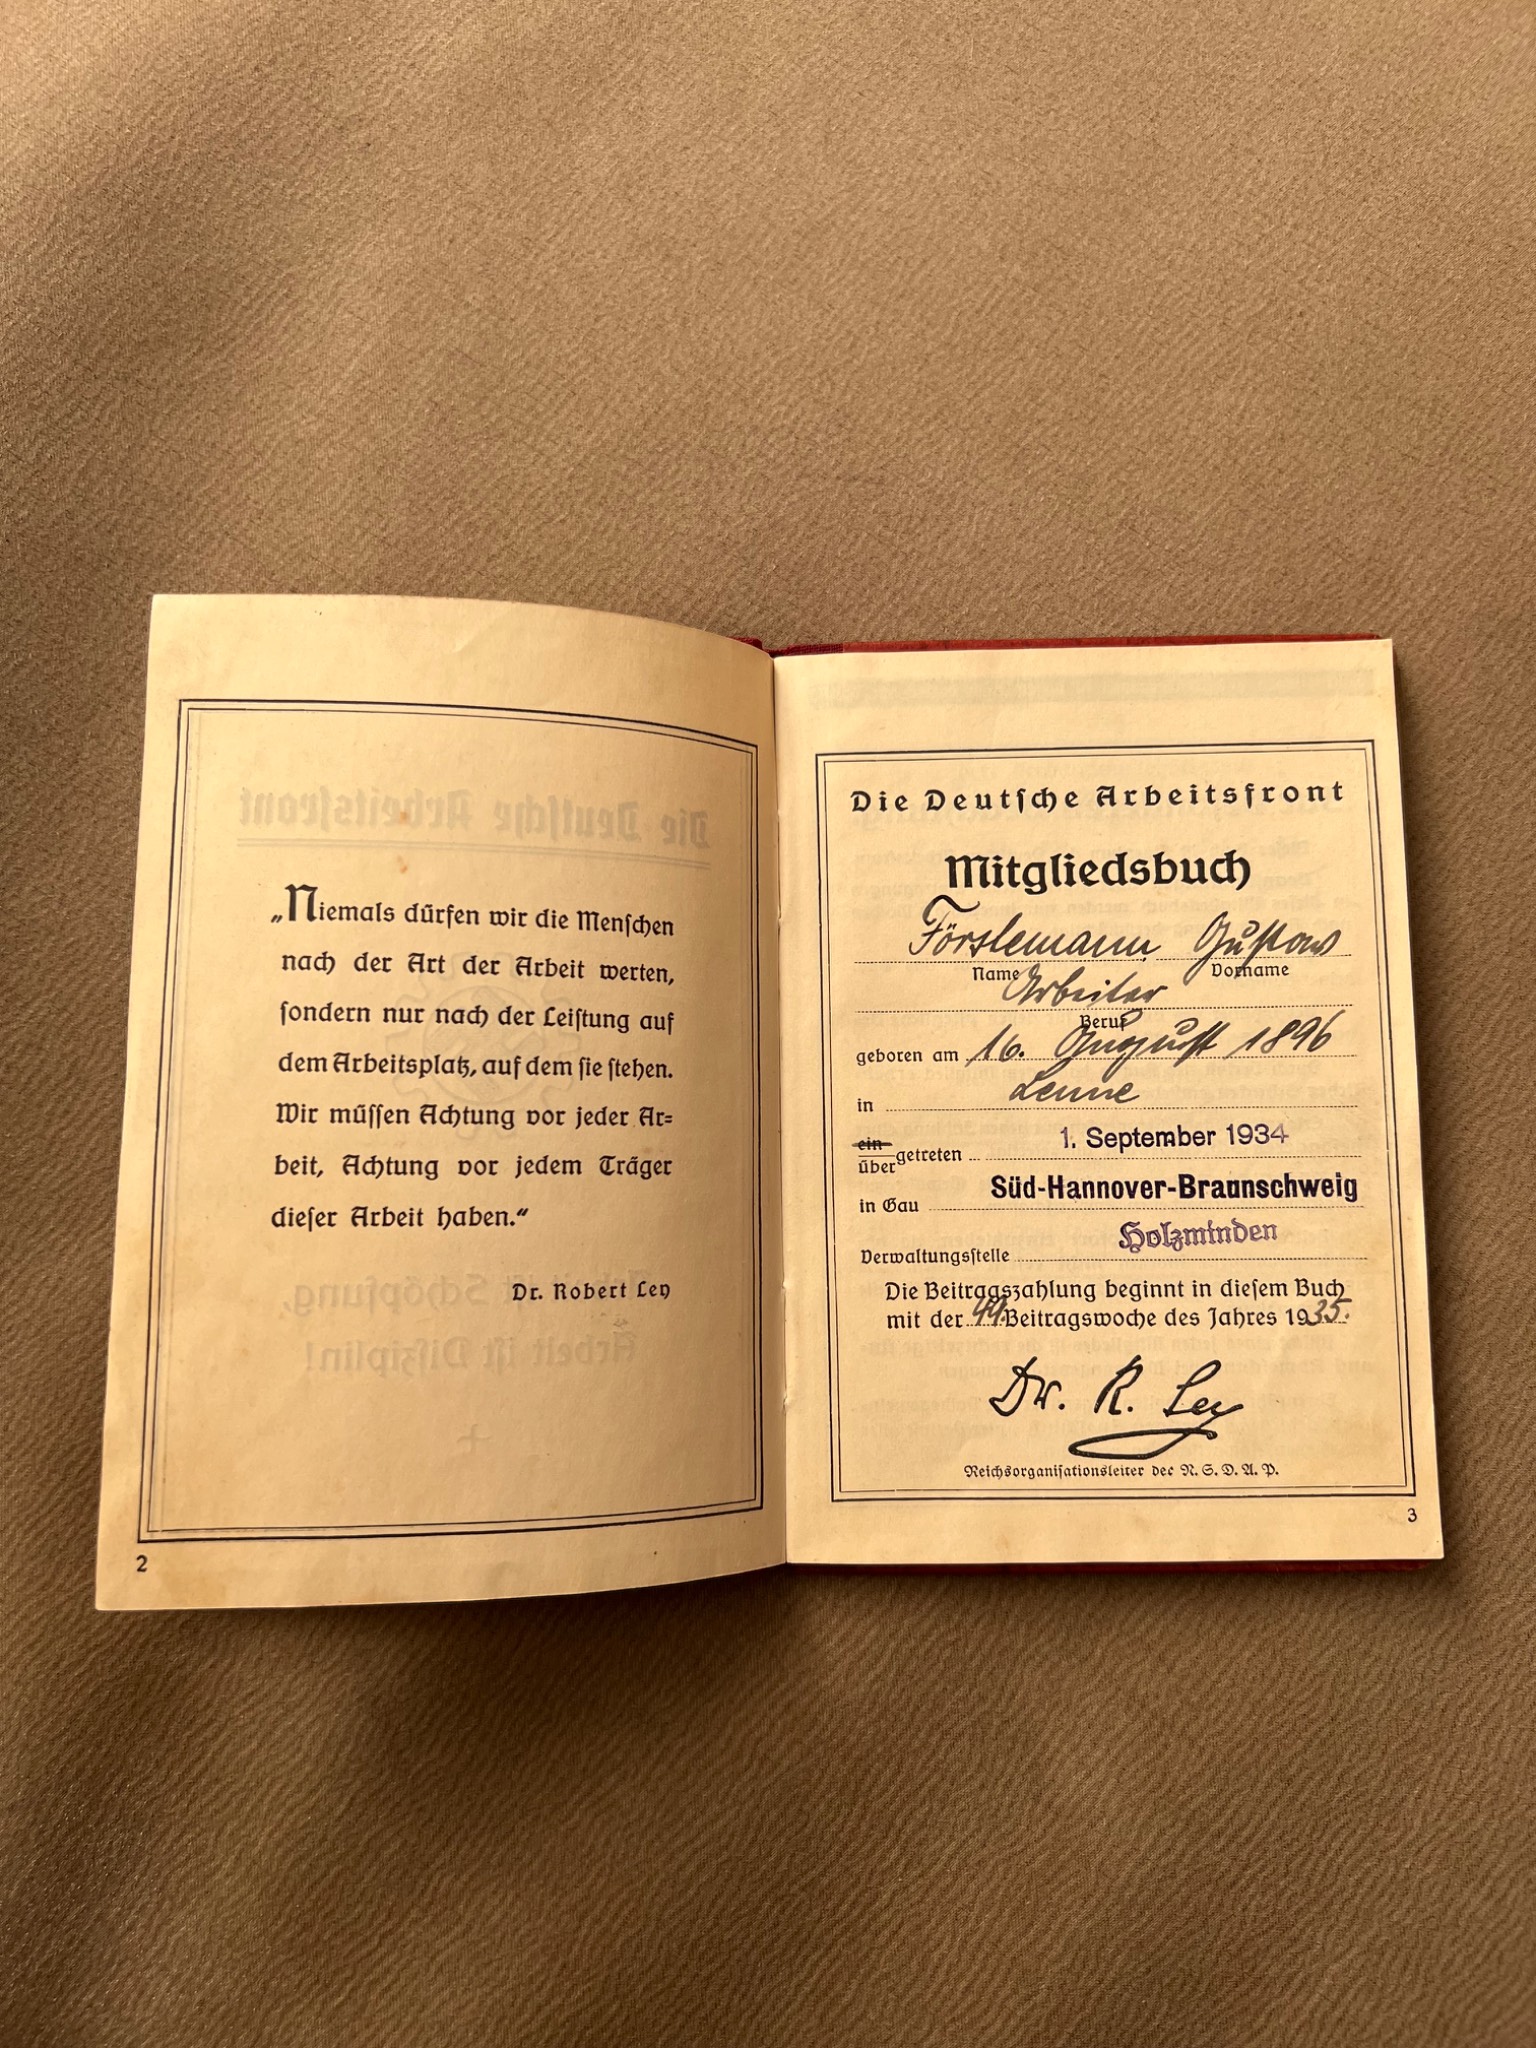 „Niemals dürfen wir die Menschen
nach der Art der Arbeit werten,
sondern nur nach der Leistung auf
dem Arbeitsplatz, auf dem sie stehen.
Wir müssen Achtung vor jeder Ar=
beit, Achtung vor jedem Träger
dieser Arbeit haben.“
Dr. Robert Ley
2
Die Deutsche Arbeitsfront
Mitgliedsbuch
Förstemann Gustav
Name Vorname
Arbeiter
Beruf
geboren am 16. August 1896
in Lenne
ein
übergetreten 1. September 1934
in Gau Süd-Hannover-Braunschweig
Verwaltungsstelle Holzminden
Die Beitragszahlung beginnt in diesem Buch
mit der 49. Beitragswoche des Jahres 1935.
Dr. R. Ley
Reichsorganisationsleiter der N. S. D. A. P.
3